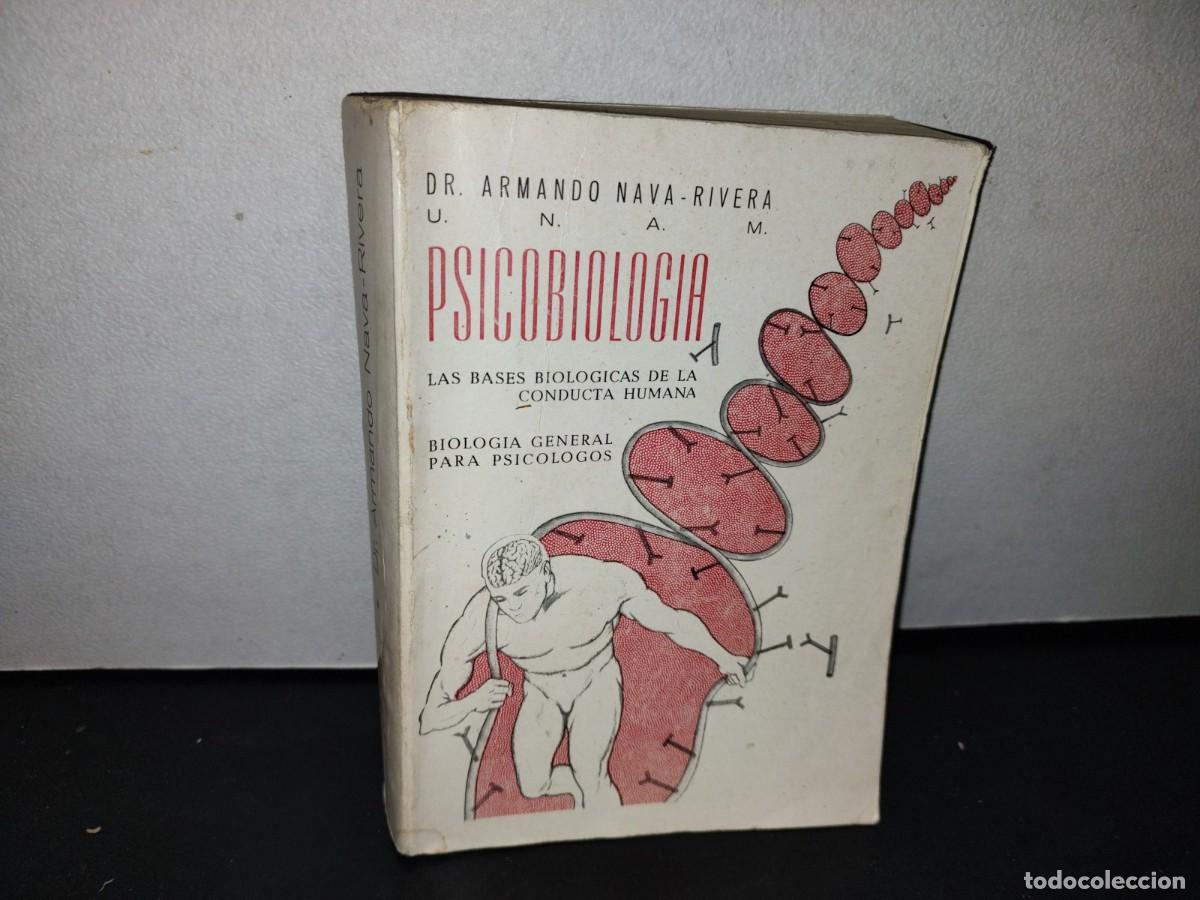 DR. ARMANDO NAVA-RIVERA
U. N. A. M.
PSICOBIOLOGIA
LAS BASES BIOLOGICAS DE LA
CONDUCTA HUMANA
BIOLOGIA GENERAL
PARA PSICOLOGOS
Dr. Armando Nava-Rivera
todocoleccion